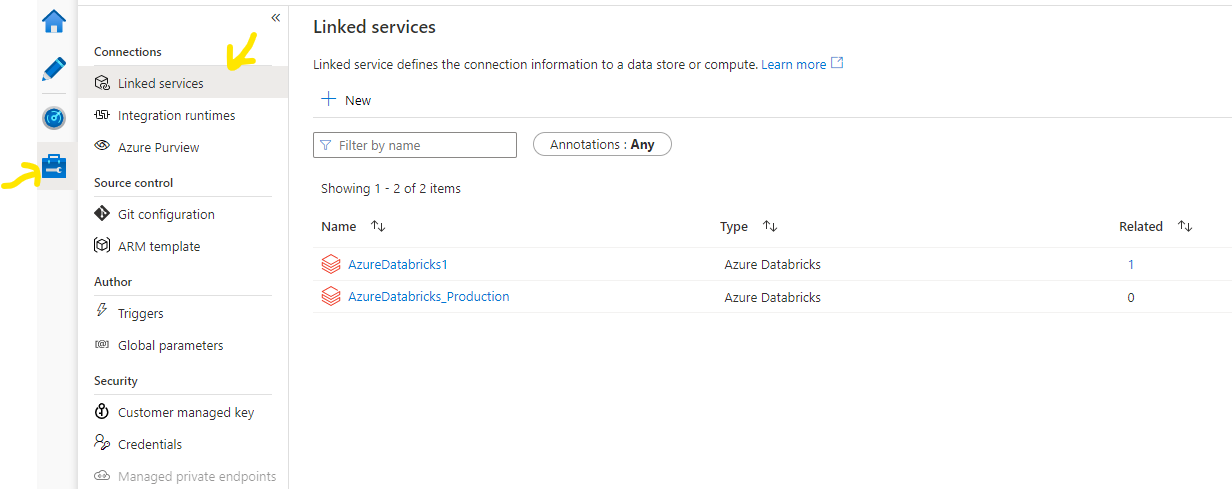 «
Connections
Linked services
Integration runtimes
Azure Purview
Source control
Git configuration
ARM template
Author
Triggers
Global parameters
Security
Customer managed key
Credentials
Managed private endpoints
Linked services
Linked service defines the connection information to a data store or compute. Learn more
+ New
Filter by name
Annotations : Any
Showing 1 - 2 of 2 items
Name ↑↓ Type ↑↓ Related ↑↓
AzureDatabricks1 Azure Databricks 1
AzureDatabricks_Production Azure Databricks 0